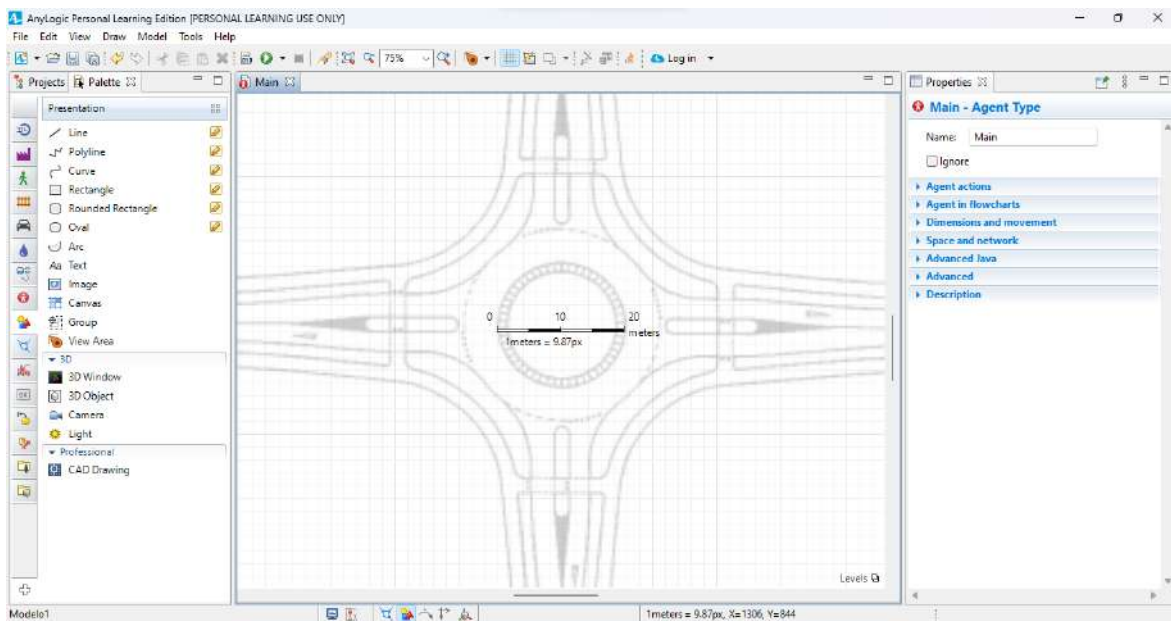 AnyLogic Personal Learning Edition [PERSONAL LEARNING USE ONLY]
File Edit View Draw Model Tools Help
75%
Log in
Projects Palette
Main
Properties
Presentation
Line
Polyline
Curve
Rectangle
Rounded Rectangle
Oval
Arc
Aa Text
Image
Canvas
Group
View Area
3D
3D Window
3D Object
Camera
Light
Professional
CAD Drawing
0 10 20
meters
1meters = 9.87px
Levels
Main - Agent Type
Name: Main
Ignore
Agent actions
Agent in flowcharts
Dimensions and movement
Space and network
Advanced Java
Advanced
Description
Modelo1
1meters = 9.87px, X=1306, Y=844